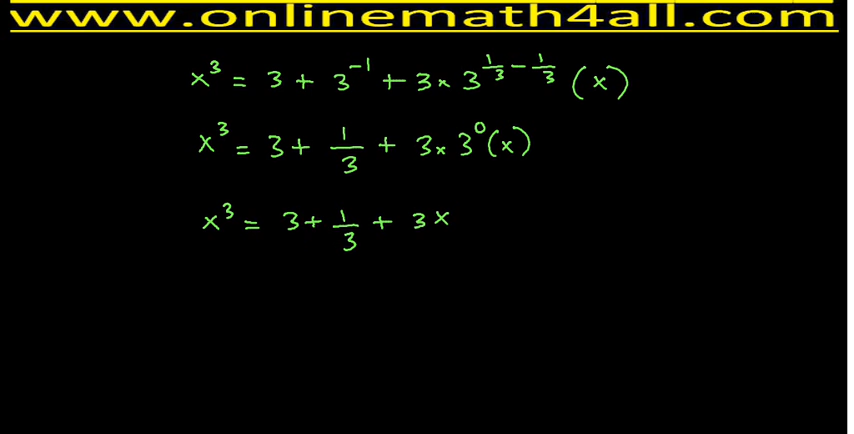 www.onlinemath4all.com
x³ = 3 + 3⁻¹ + 3 × 3^(1/3 − 1/3) (x)
x³ = 3 + 1/3 + 3 × 3⁰ (x)
x³ = 3 + 1/3 + 3x